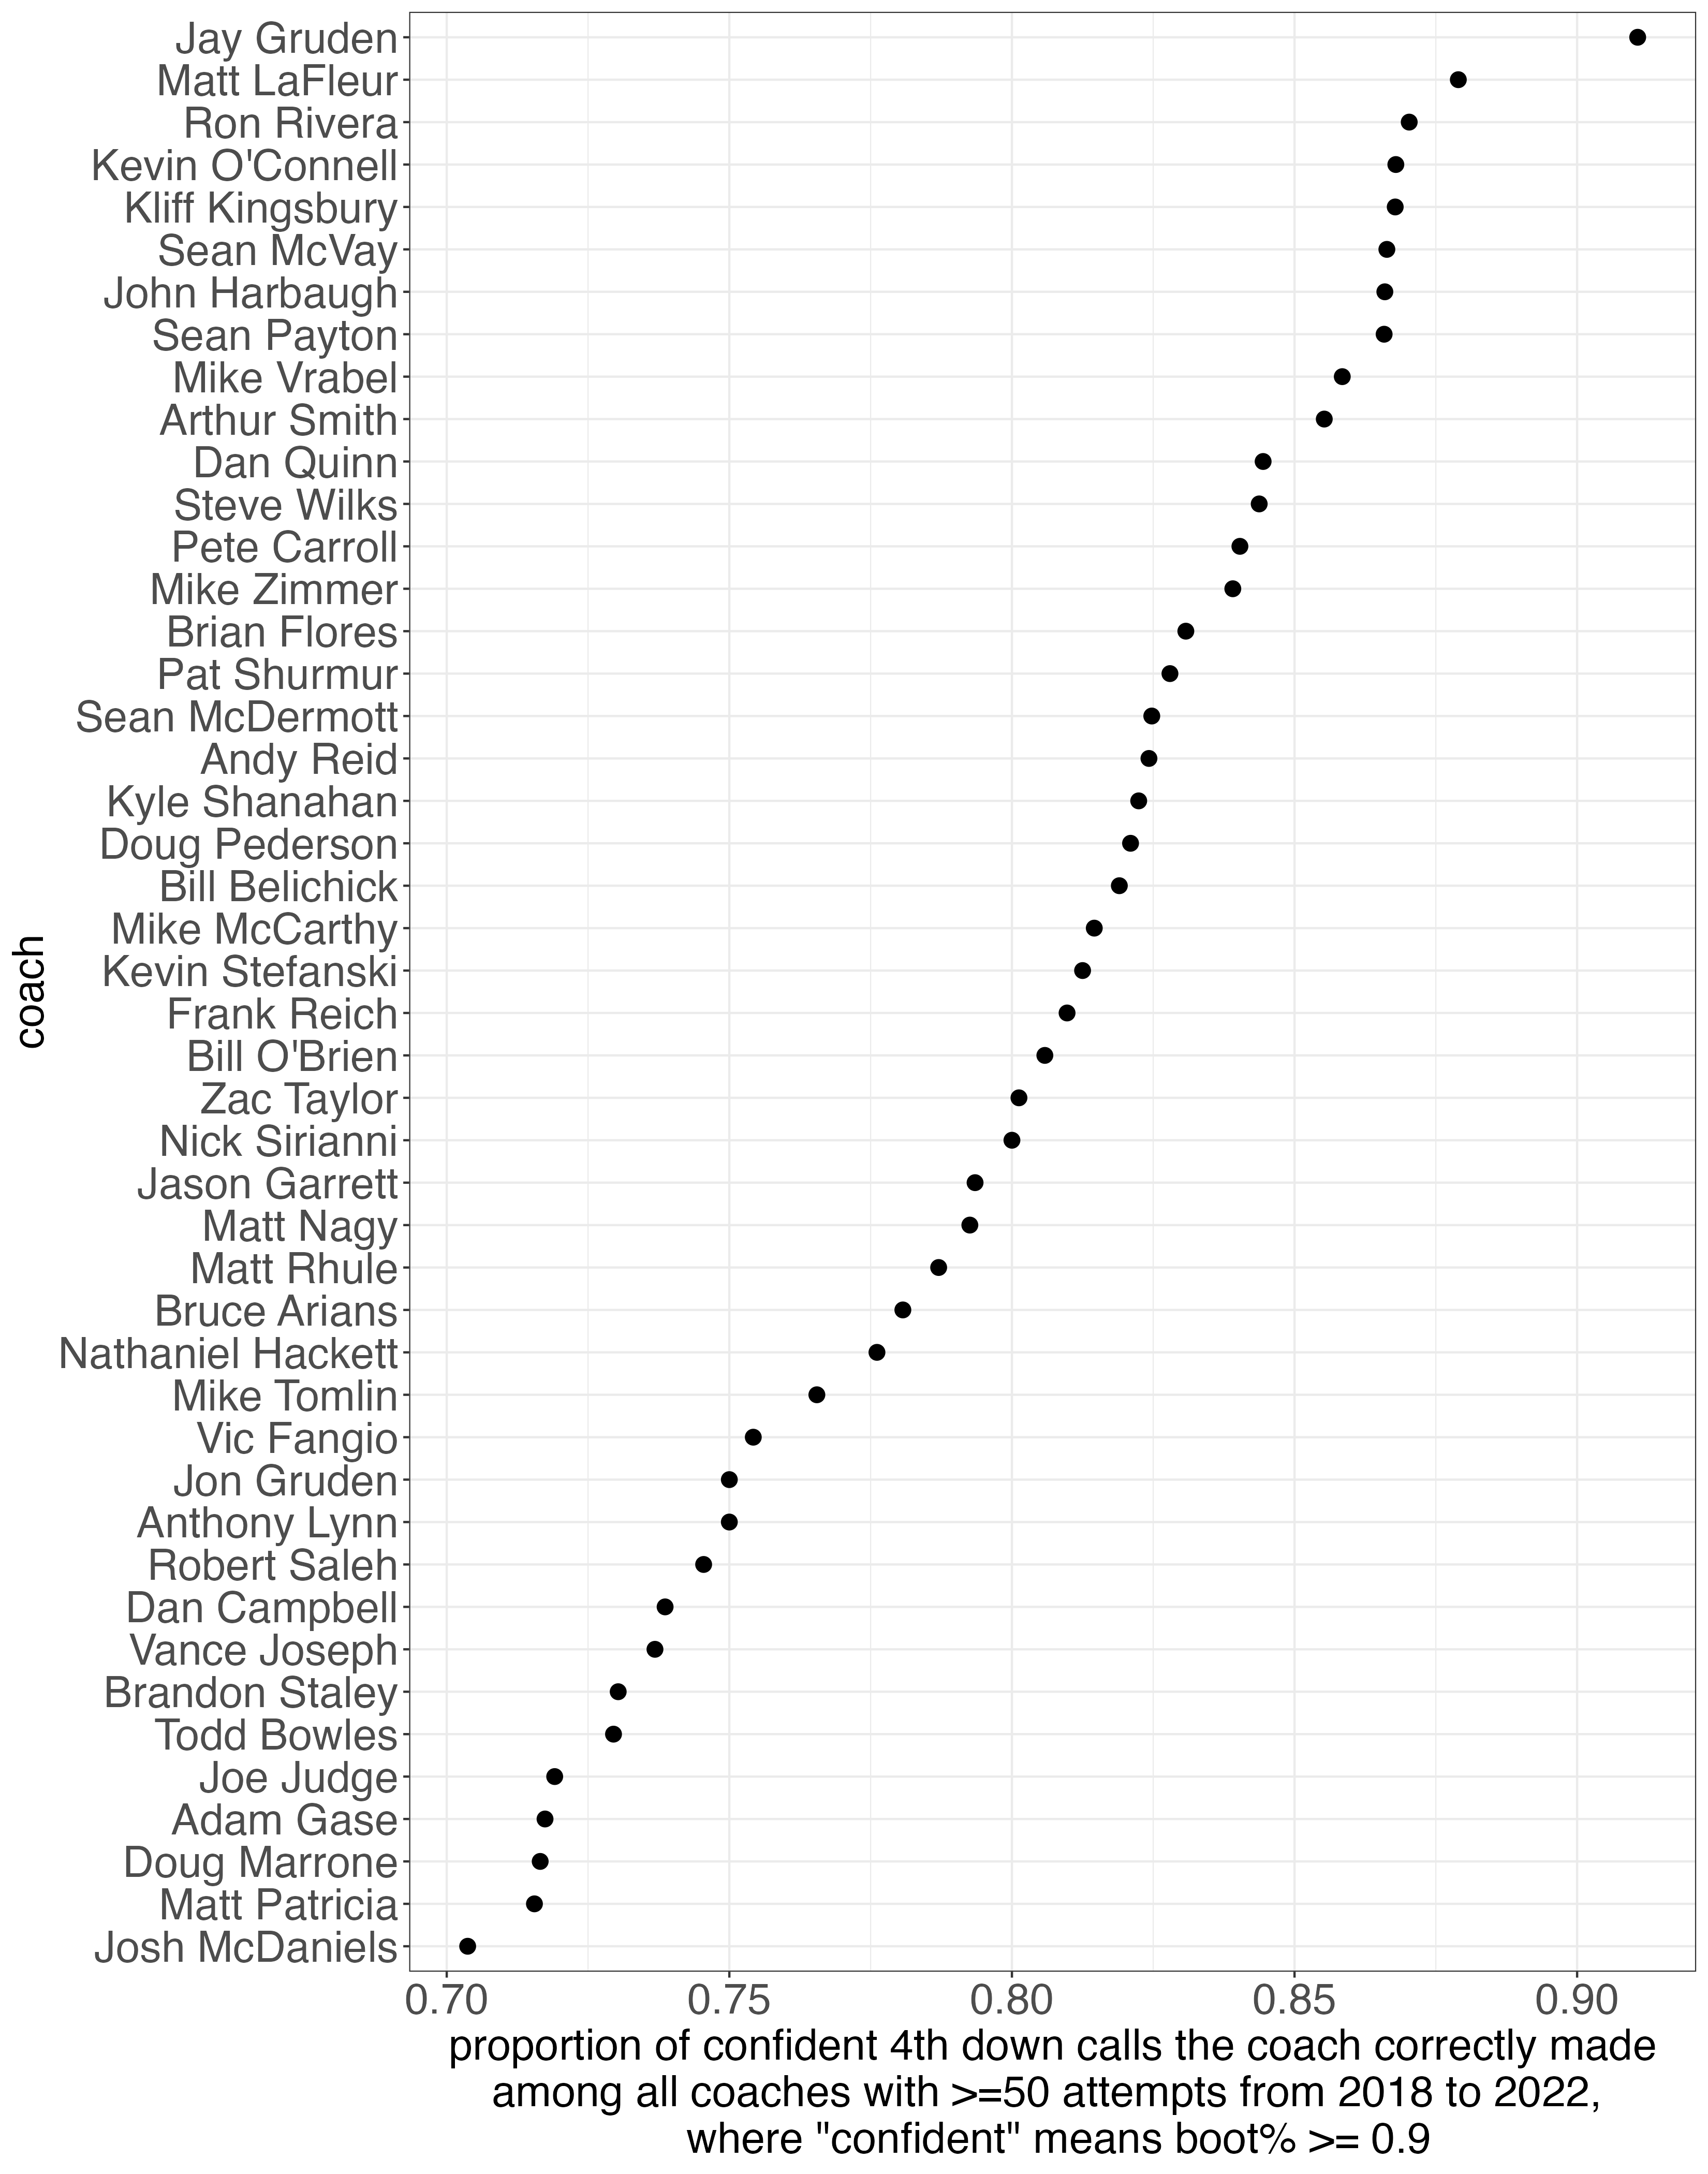 Jay Gruden
Matt LaFleur
Ron Rivera
Kevin O'Connell
Kliff Kingsbury
Sean McVay
John Harbaugh
Sean Payton
Mike Vrabel
Arthur Smith
Dan Quinn
Steve Wilks
Pete Carroll
Mike Zimmer
Brian Flores
Pat Shurmur
Sean McDermott
Andy Reid
Kyle Shanahan
Doug Pederson
Bill Belichick
Mike McCarthy
Kevin Stefanski
Frank Reich
Bill O'Brien
Zac Taylor
Nick Sirianni
Jason Garrett
Matt Nagy
Matt Rhule
Bruce Arians
Nathaniel Hackett
Mike Tomlin
Vic Fangio
Jon Gruden
Anthony Lynn
Robert Saleh
Dan Campbell
Vance Joseph
Brandon Staley
Todd Bowles
Joe Judge
Adam Gase
Doug Marrone
Matt Patricia
Josh McDaniels
coach
0.70 0.75 0.80 0.85 0.90
proportion of confident 4th down calls the coach correctly made
among all coaches with >=50 attempts from 2018 to 2022,
where "confident" means boot% >= 0.9